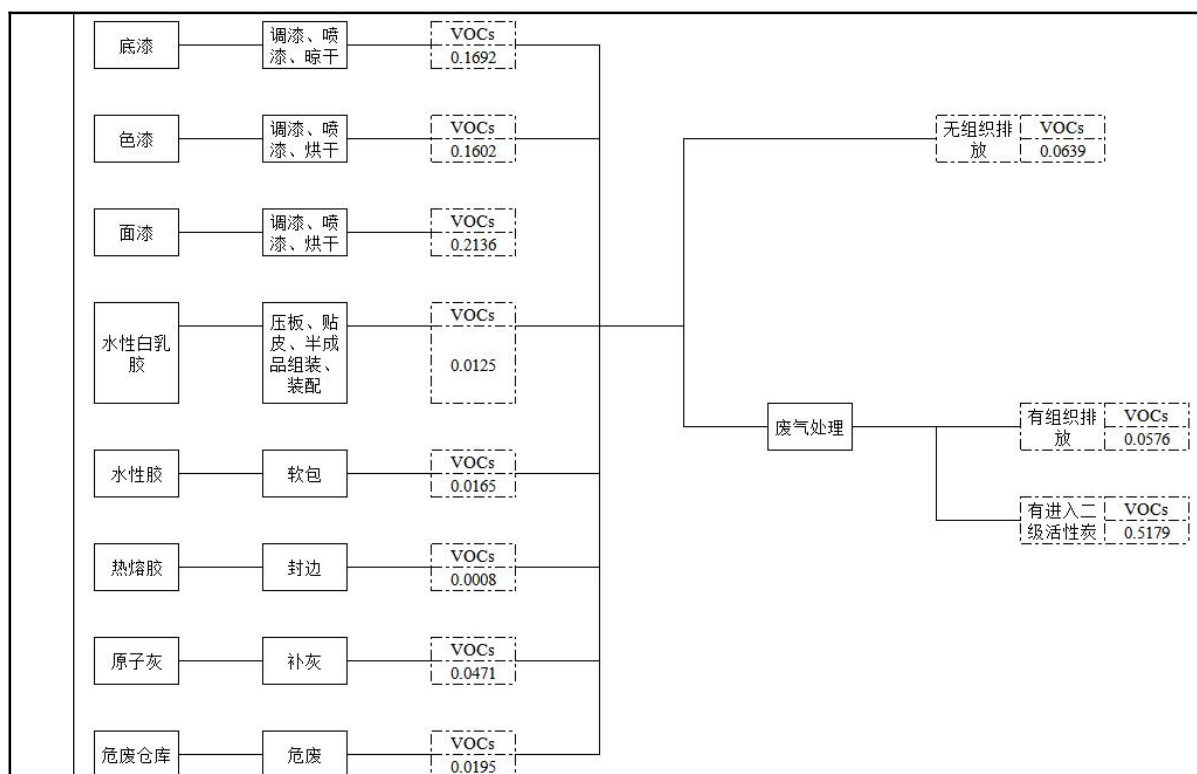 底漆
调漆、喷
漆、晾干
VOCs
0.1692
色漆
调漆、喷
漆、烘干
VOCs
0.1602
无组织排
放
VOCs
0.0639
面漆
调漆、喷
漆、烘干
VOCs
0.2136
水性白乳
胶
压板、贴
皮、半成
品组装、
装配
VOCs
0.0125
废气处理
有组织排
放
VOCs
0.0576
水性胶
软包
VOCs
0.0165
有进入二
级活性炭
VOCs
0.5179
热熔胶
封边
VOCs
0.0008
原子灰
补灰
VOCs
0.0471
危废仓库
危废
VOCs
0.0195